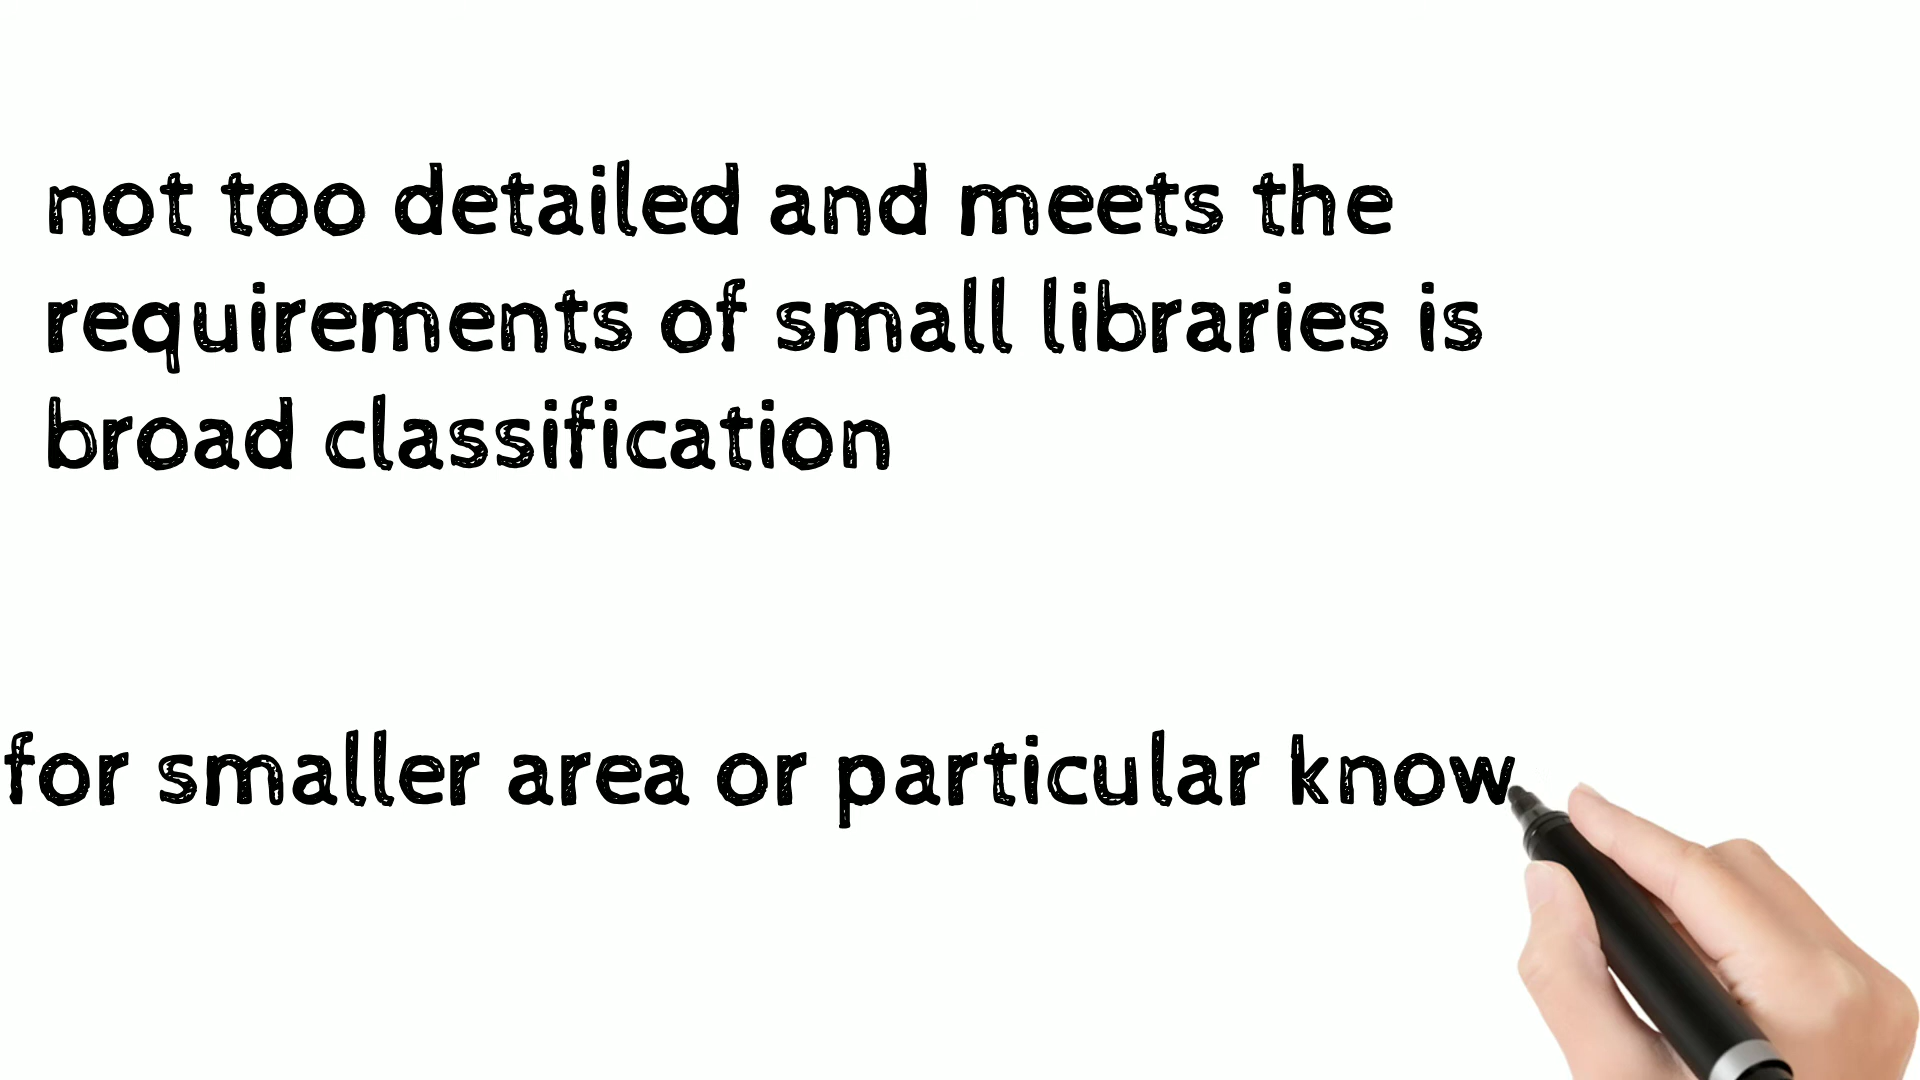 not too detailed and meets the
requirements of small libraries is
broad classification
for smaller area or particular know